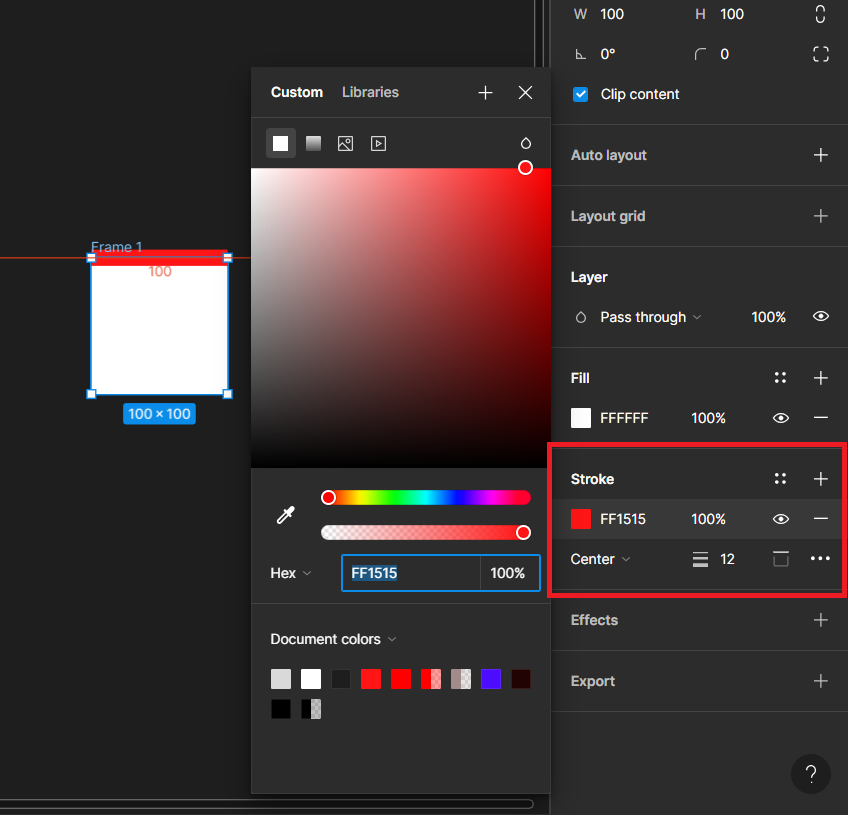 W 100 H 100
0° 0
Clip content
Custom Libraries
Auto layout
Layout grid
Frame 1
100
Layer
Pass through 100%
Fill
FFFFFF 100%
100 × 100
Stroke
FF1515 100%
Center 12
Hex FF1515 100%
Effects
Document colors
Export
?